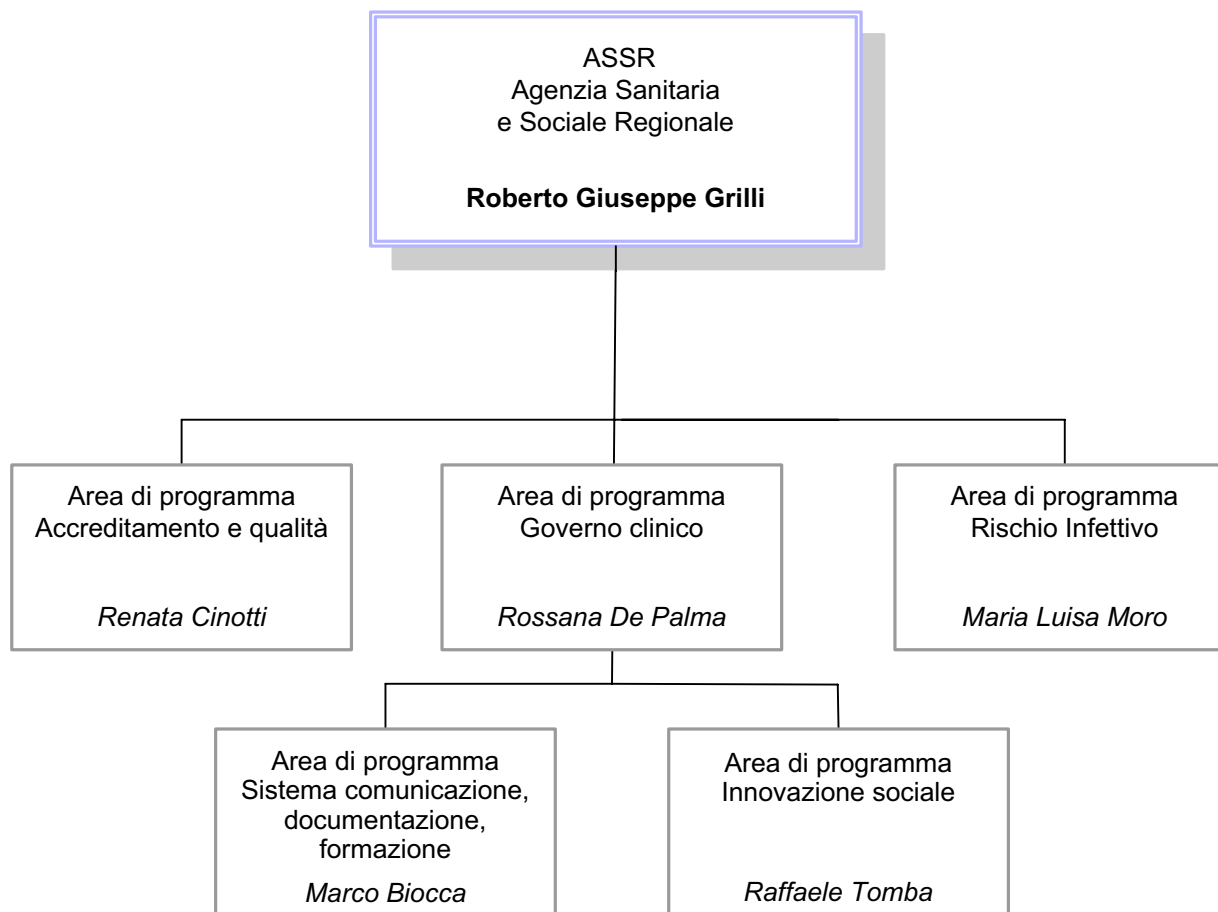 ASSR
Agenzia Sanitaria
e Sociale Regionale
Roberto Giuseppe Grilli
Area di programma
Accreditamento e qualità
Renata Cinotti
Area di programma
Governo clinico
Rossana De Palma
Area di programma
Rischio Infettivo
Maria Luisa Moro
Area di programma
Sistema comunicazione,
documentazione,
formazione
Marco Biocca
Area di programma
Innovazione sociale
Raffaele Tomba